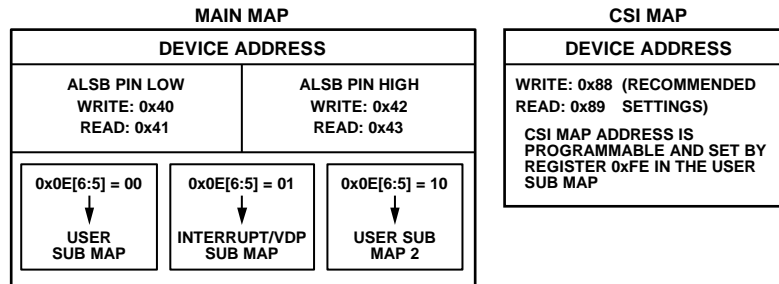 MAIN MAP
DEVICE ADDRESS
ALSB PIN LOW
WRITE: 0x40
READ: 0x41
ALSB PIN HIGH
WRITE: 0x42
READ: 0x43
0x0E[6:5] = 00
USER
SUB MAP
0x0E[6:5] = 01
INTERRUPT/VDP
SUB MAP
0x0E[6:5] = 10
USER SUB
MAP 2
CSI MAP
DEVICE ADDRESS
WRITE: 0x88 (RECOMMENDED
READ: 0x89 SETTINGS)
CSI MAP ADDRESS IS
PROGRAMMABLE AND SET BY
REGISTER 0xFE IN THE USER
SUB MAP